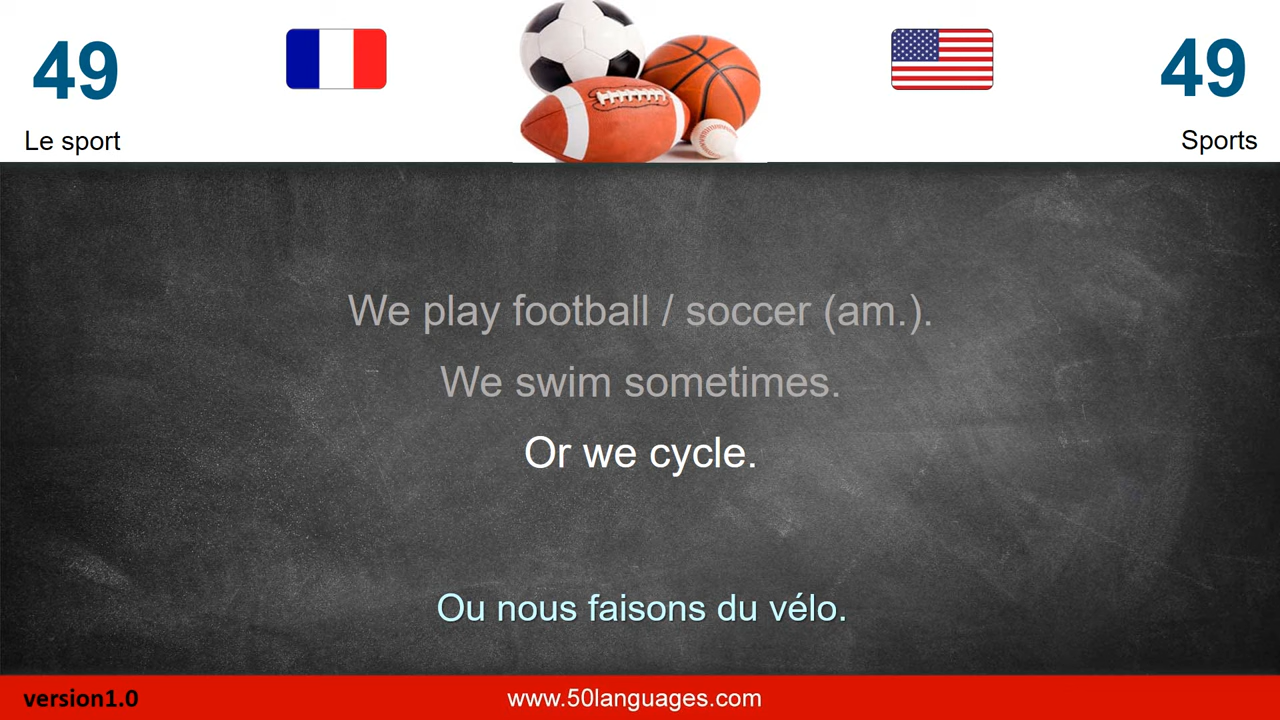 49
49
Le sport
Sports
We play football / soccer (am.).
We swim sometimes.
Or we cycle.
Ou nous faisons du vélo.
version1.0
www.50languages.com